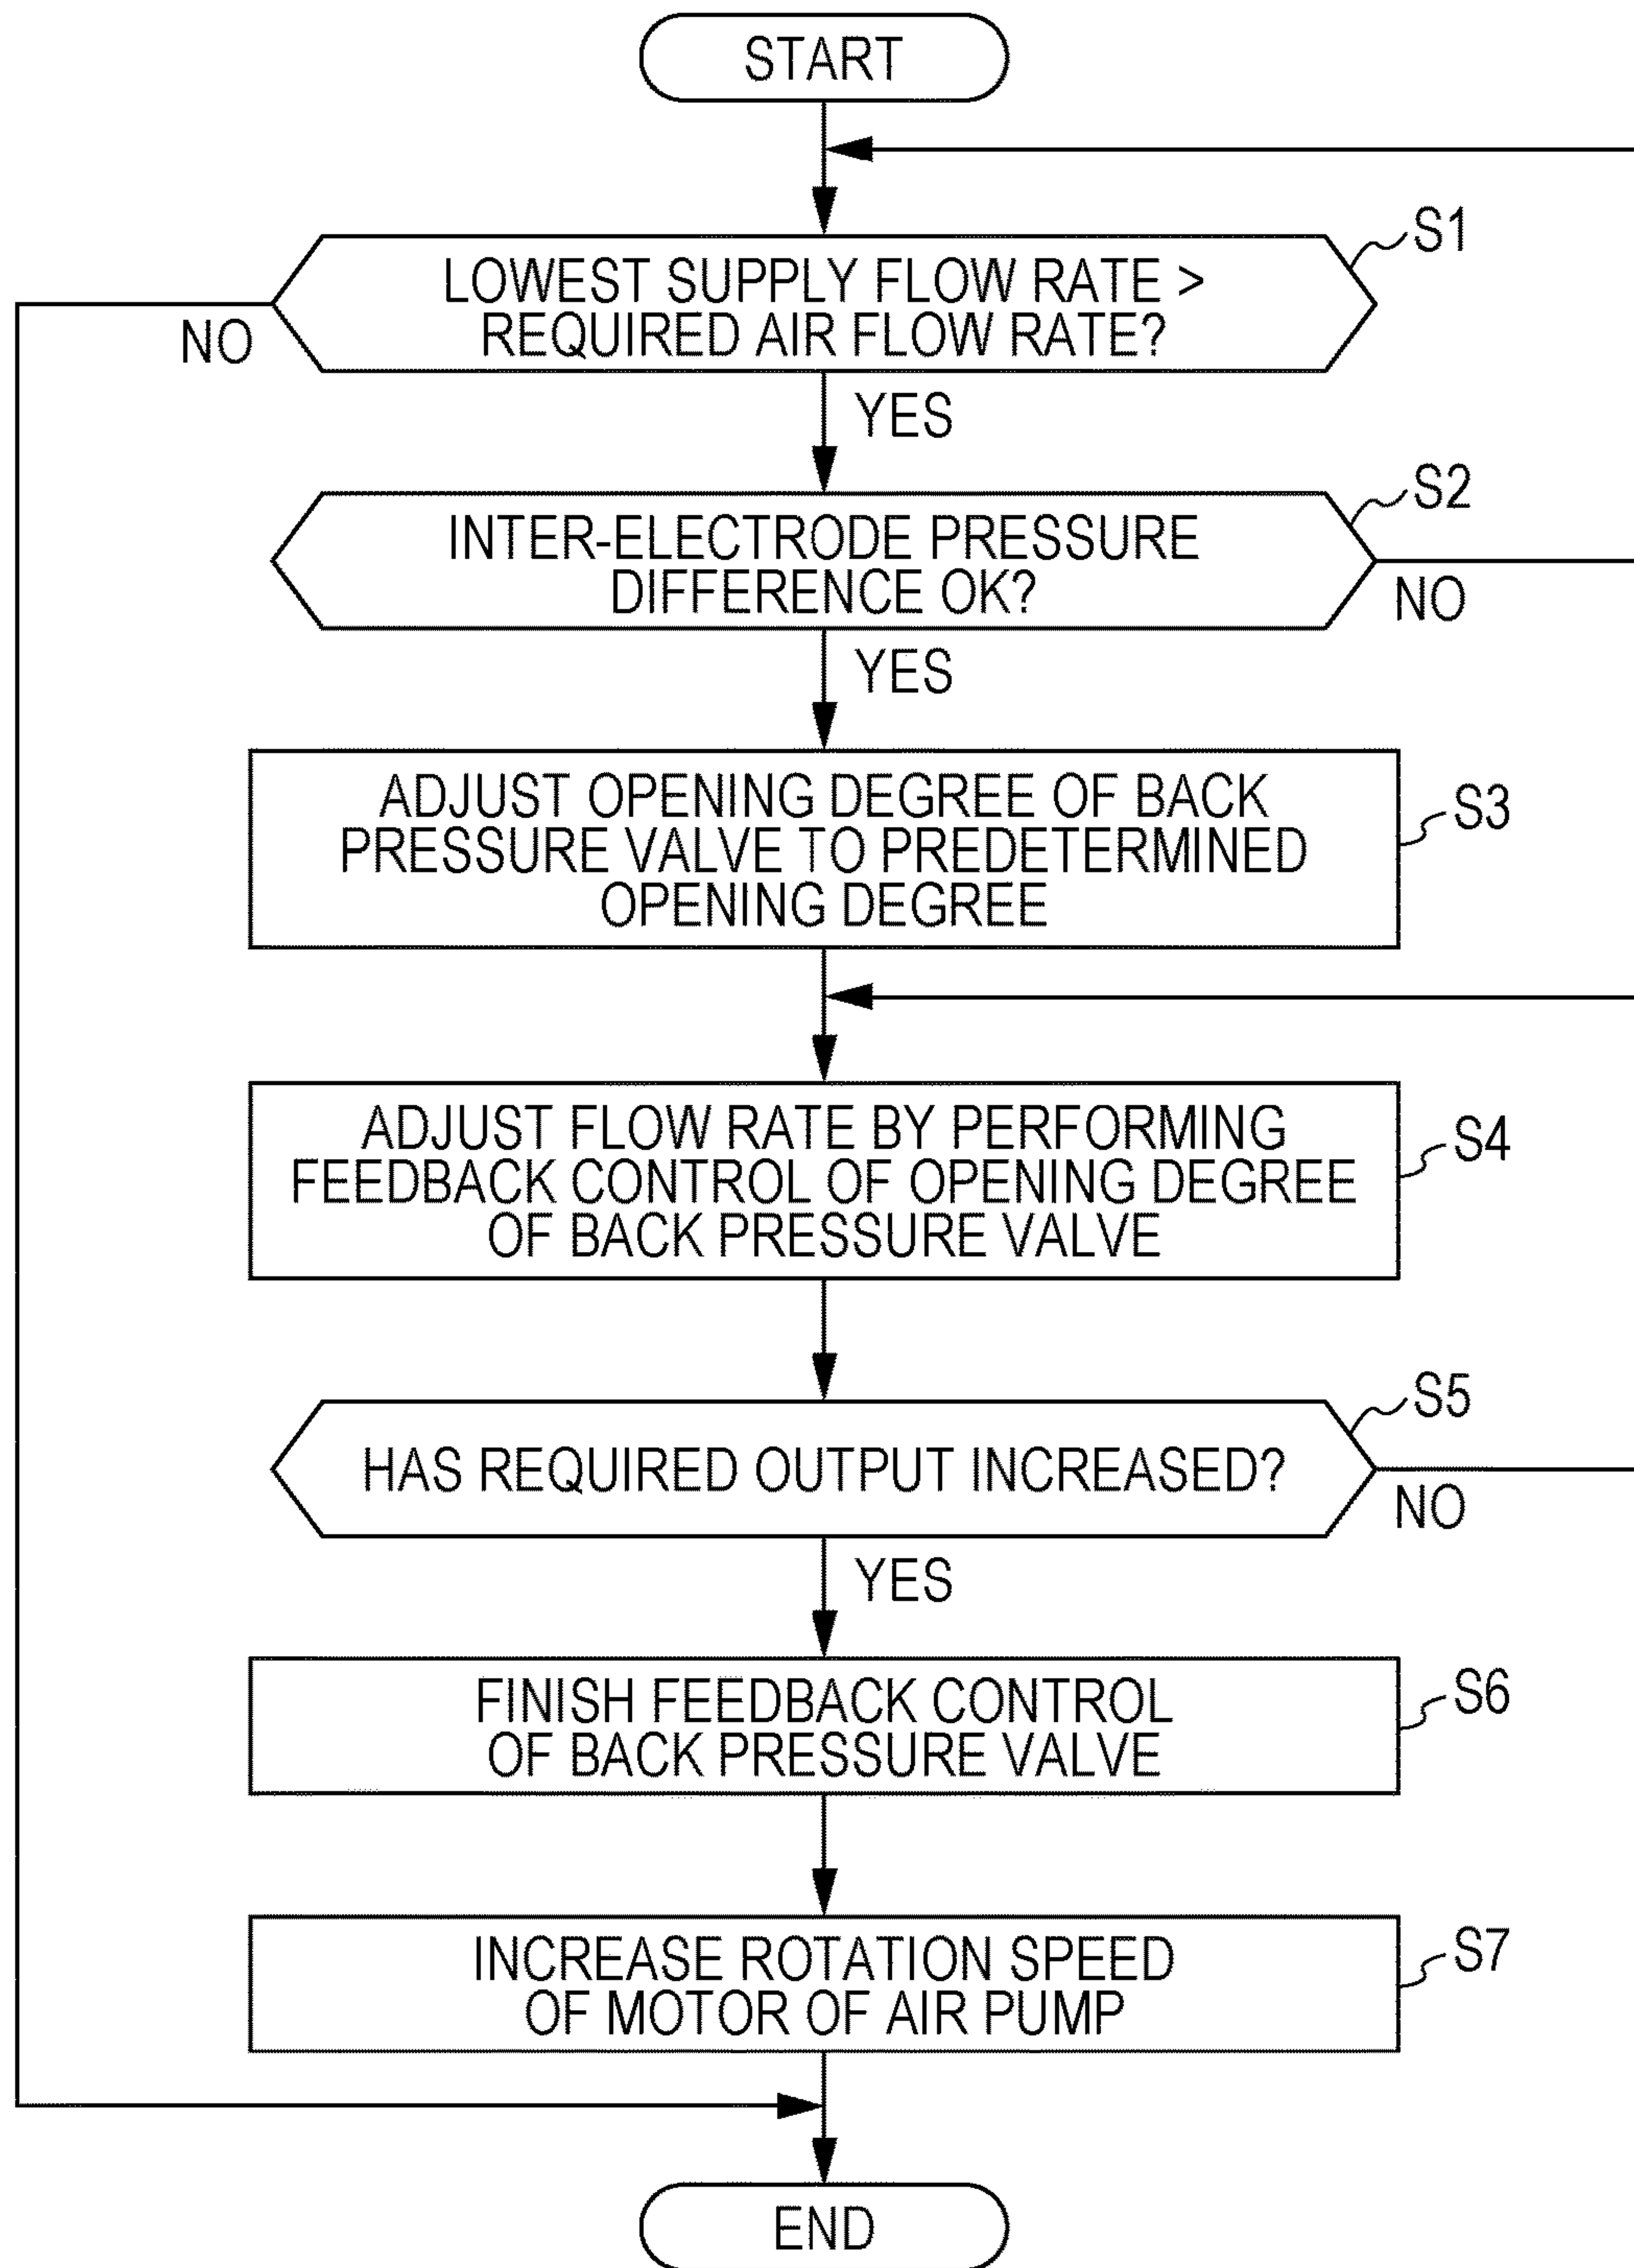 START
S1
LOWEST SUPPLY FLOW RATE >
REQUIRED AIR FLOW RATE?
NO
YES
S2
INTER-ELECTRODE PRESSURE
DIFFERENCE OK?
NO
YES
S3
ADJUST OPENING DEGREE OF BACK
PRESSURE VALVE TO PREDETERMINED
OPENING DEGREE
S4
ADJUST FLOW RATE BY PERFORMING
FEEDBACK CONTROL OF OPENING DEGREE
OF BACK PRESSURE VALVE
S5
HAS REQUIRED OUTPUT INCREASED?
NO
YES
S6
FINISH FEEDBACK CONTROL
OF BACK PRESSURE VALVE
S7
INCREASE ROTATION SPEED
OF MOTOR OF AIR PUMP
END